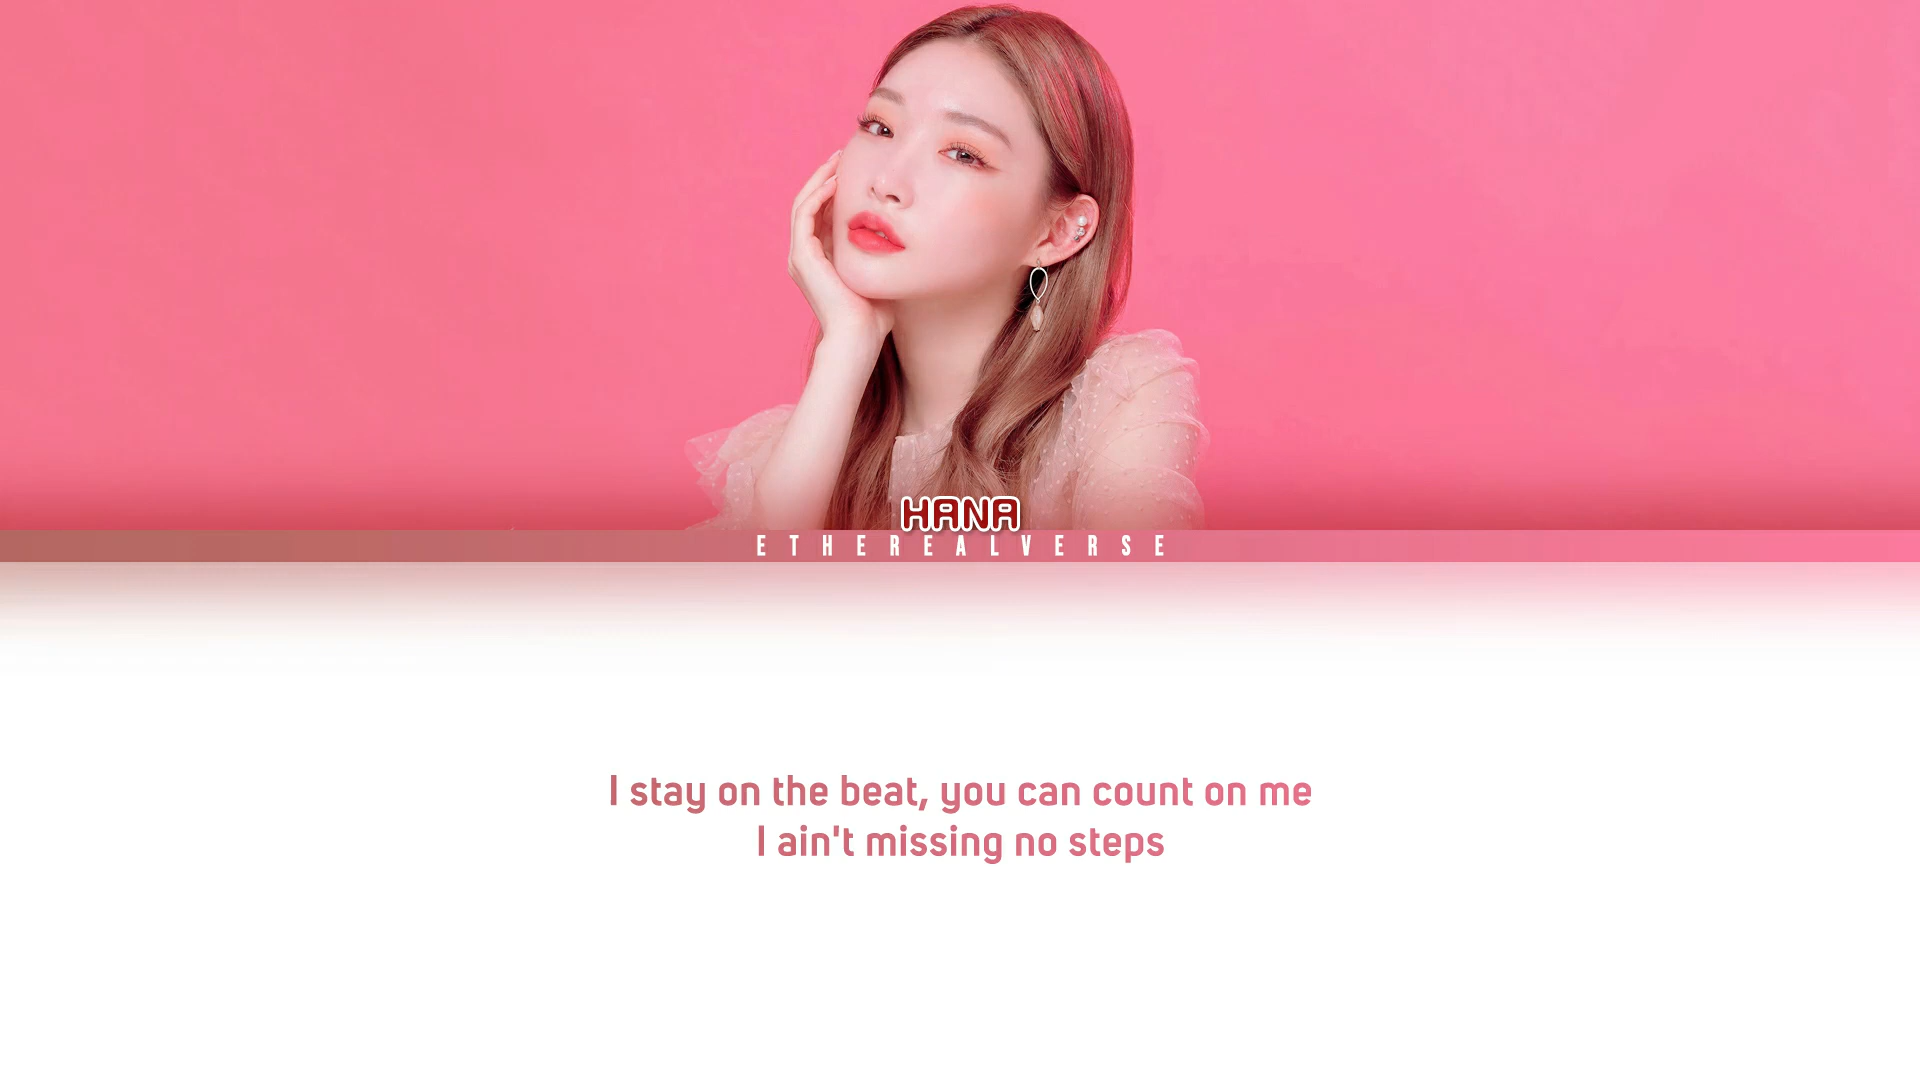 HANA
ETHEREALVERSE
I stay on the beat, you can count on me
I ain't missing no steps